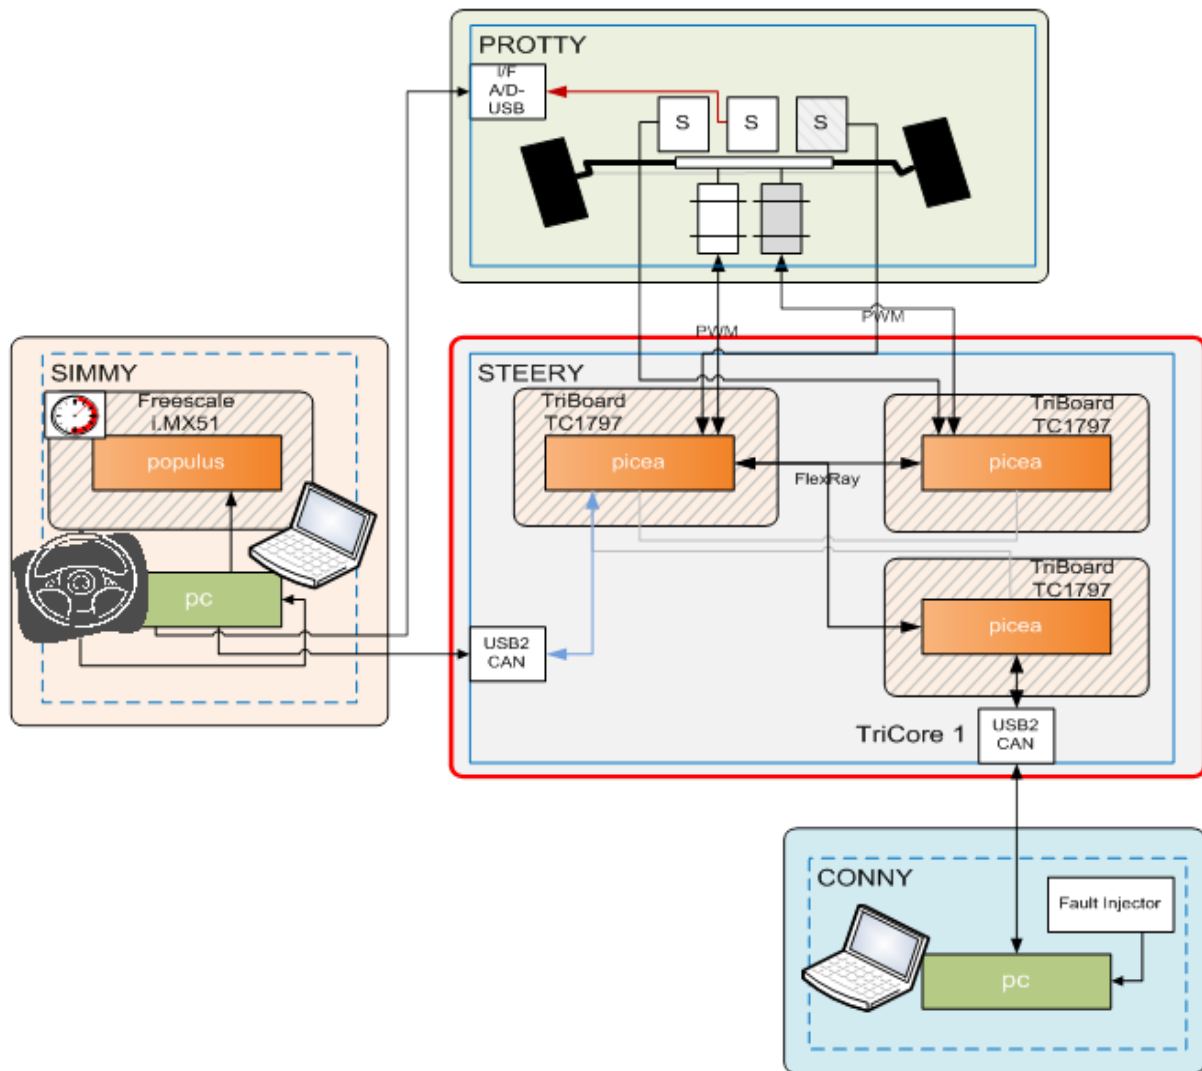 PROTTY
I/F
A/D-
USB
S
S
S
PWM
PWM
SIMMY
Freescale
i.MX51
populus
pc
STEERY
TriBoard
TC1797
picea
TriBoard
TC1797
picea
FlexRay
TriBoard
TC1797
picea
USB2
CAN
TriCore 1
USB2
CAN
CONNY
Fault Injector
pc